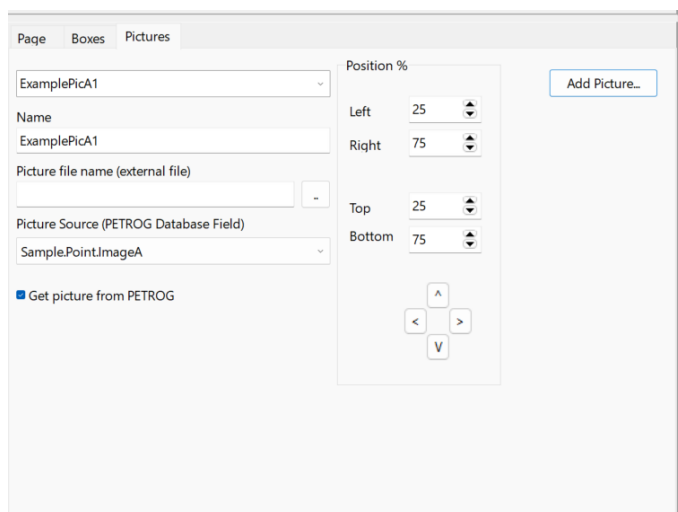 Page Boxes Pictures
ExamplePicA1
Name
ExamplePicA1
Picture file name (external file)
..
Picture Source (PETROG Database Field)
Sample.Point.ImageA
Get picture from PETROG
Position %
Left 25
Right 75
Top 25
Bottom 75
^
< >
V
Add Picture...